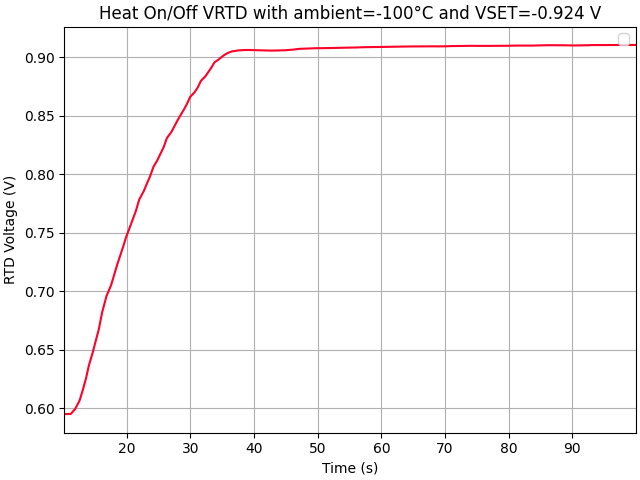 Heat On/Off VRTD with ambient=-100°C and VSET=-0.924 V
RTD Voltage (V)
0.90
0.85
0.80
0.75
0.70
0.65
0.60
20 30 40 50 60 70 80 90
Time (s)